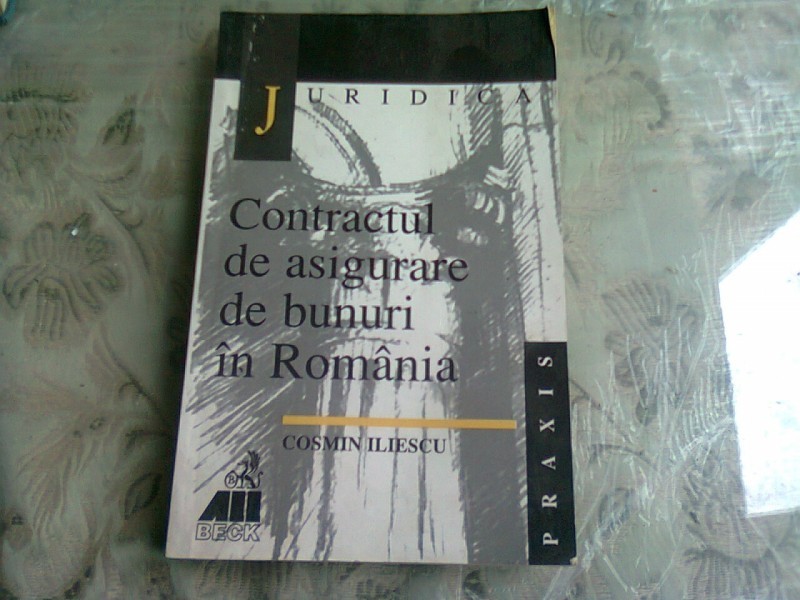 JURIDICA
Contractul
de asigurare
de bunuri
în România
COSMIN ILIESCU
PRAXIS
B
ALL
BECK